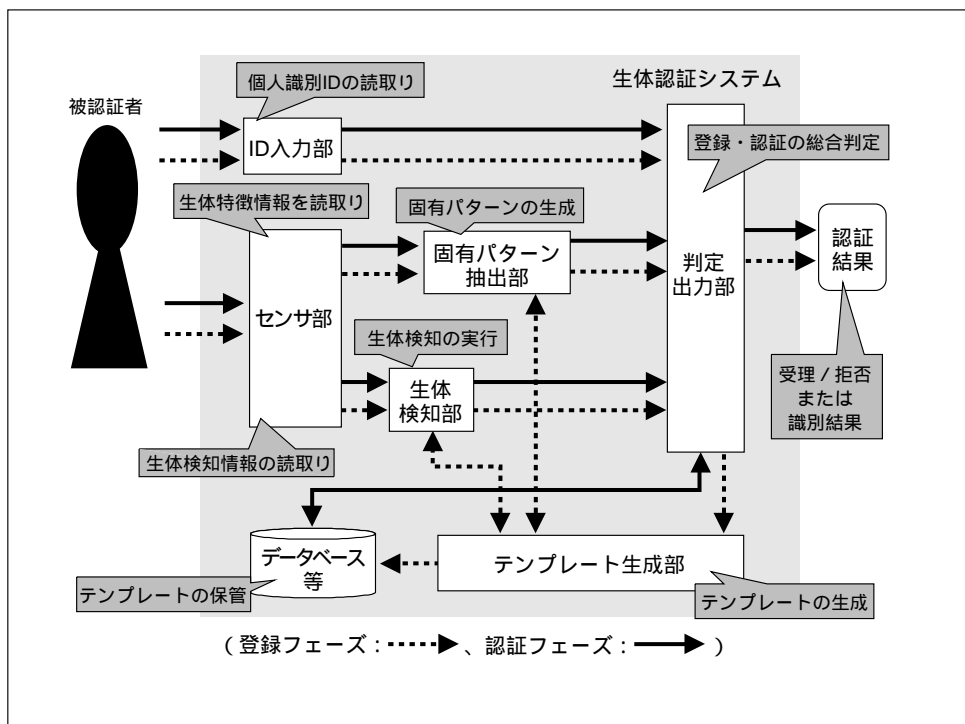 個人識別IDの読取り
生体認証システム
被認証者
ID入力部
登録・認証の総合判定
生体特徴情報を読取り
固有パターンの生成
固有パターン
抽出部
判定
出力部
認証
結果
センサ部
生体検知の実行
生体
検知部
受理/拒否
または
識別結果
生体検知情報の読取り
データベース
等
テンプレート生成部
テンプレートの保管
テンプレートの生成
(登録フェーズ: 、認証フェーズ: )